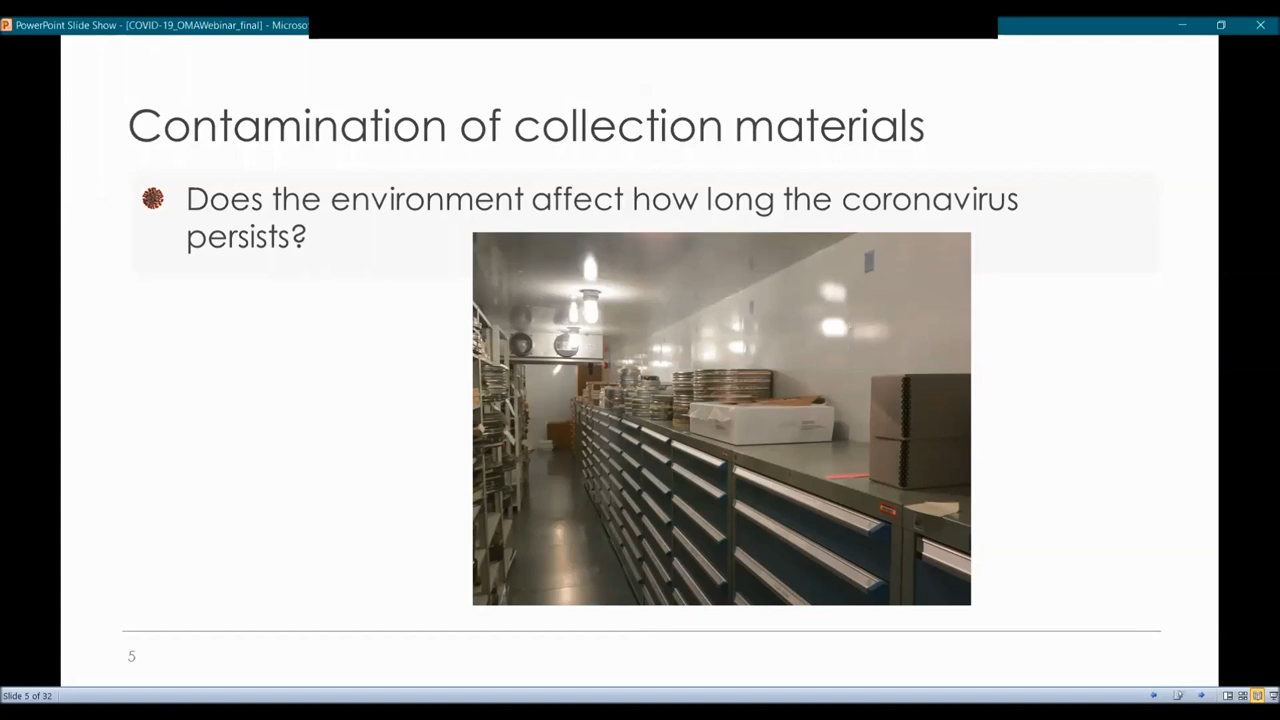 PowerPoint Slide Show - [COVID-19_OMAWebinar_final] - Microso
Contamination of collection materials
Does the environment affect how long the coronavirus
persists?
5
Slide 5 of 32